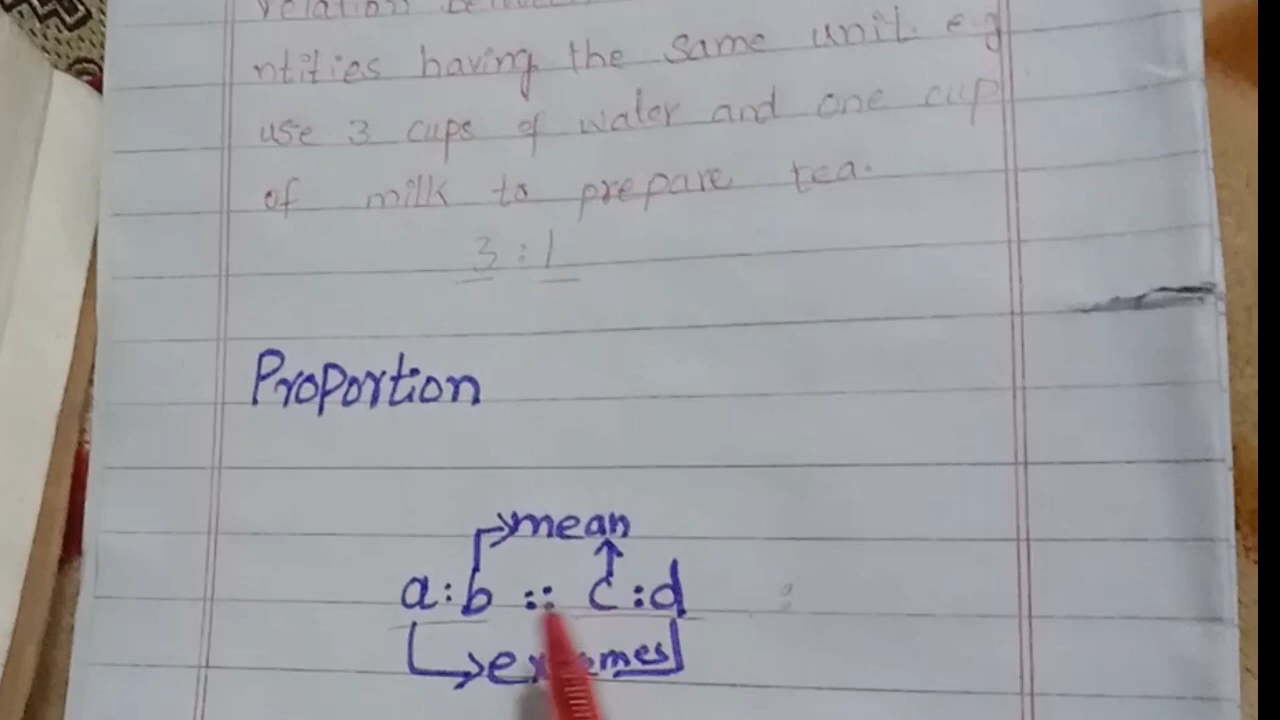 relation
ntities having the same unit. e.g
use 3 cups of water and one cup
of milk to prepare tea.
3 : 1
Proportion
mean
a : b :: c : d